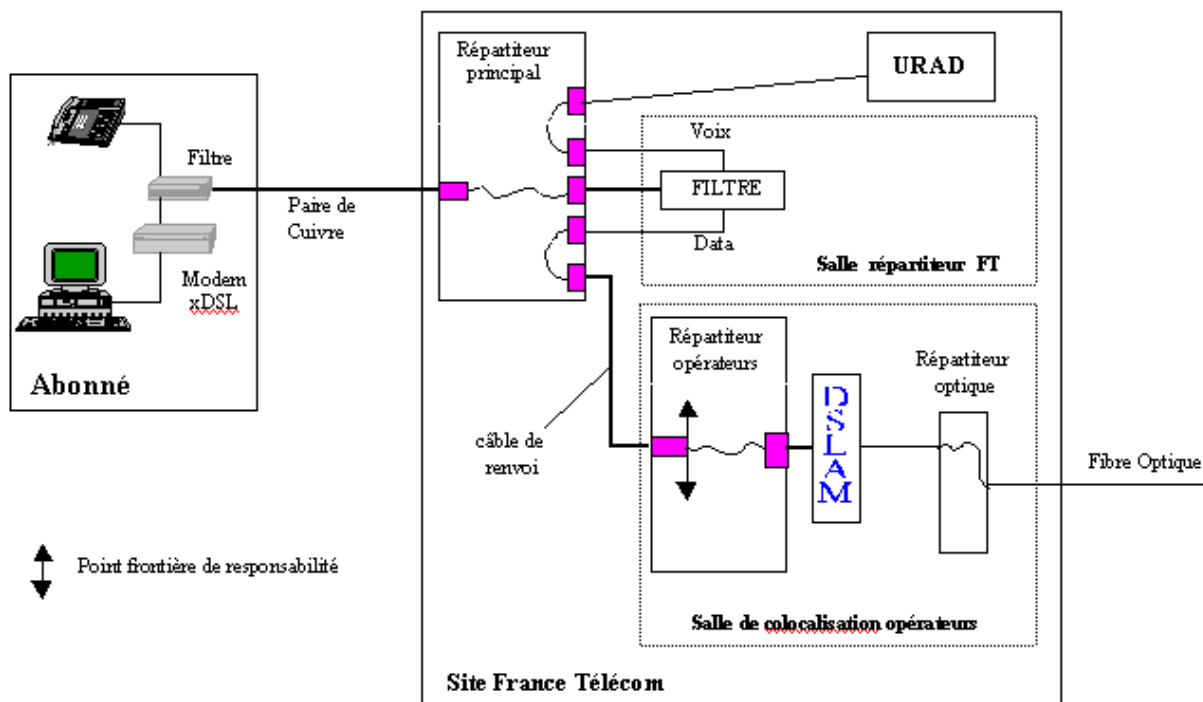 Répartiteur
principal
URAD
Voix
Filtre
FILTRE
Paire de
Cuivre
Data
Modem
xDSL
Salle répartiteur FT
Abonné
Répartiteur
opérateurs
Répartiteur
optique
DSLAM
câble de
renvoi
Fibre Optique
Point frontière de responsabilité
Salle de colocalisation opérateurs
Site France Télécom